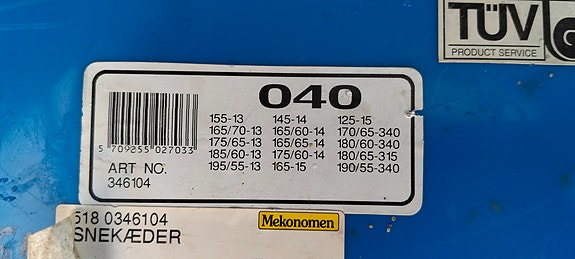 TÜV
PRODUCT SERVICE
040
155-13 145-14 125-15
165/70-13 165/60-14 170/65-340
175/65-13 165/65-14 180/60-340
185/60-13 175/60-14 180/65-315
195/55-13 165-15 190/55-340
5 709255 027033
ART NO.
346104
518 0346104
Mekonomen
SNEKÆDER